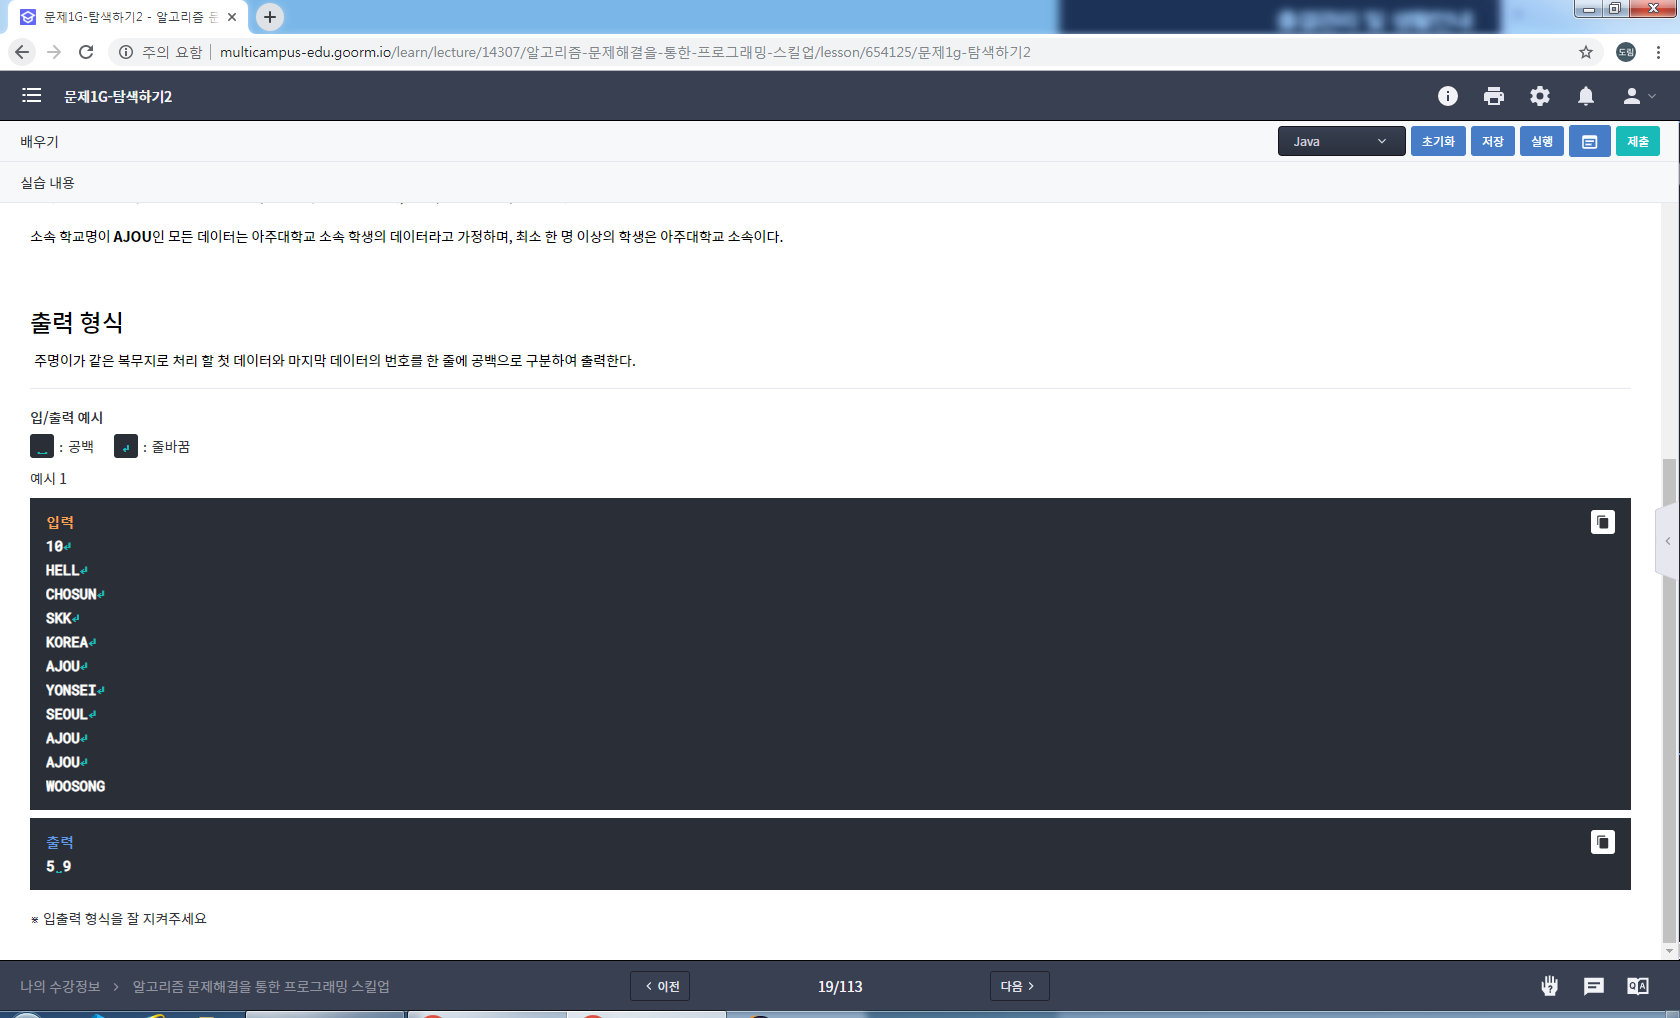 문제1G-탐색하기2 - 알고리즘 문
주의 요함 | multicampus-edu.goorm.io/learn/lecture/14307/알고리즘-문제해결을-통한-프로그래밍-스킬업/lesson/654125/문제1g-탐색하기2
도림
문제1G-탐색하기2
배우기
Java
초기화
저장
실행
제출
실습 내용
소속 학교명이 AJOU인 모든 데이터는 아주대학교 소속 학생의 데이터라고 가정하며, 최소 한 명 이상의 학생은 아주대학교 소속이다.
출력 형식
주명이가 같은 복무지로 처리 할 첫 데이터와 마지막 데이터의 번호를 한 줄에 공백으로 구분하여 출력한다.
입/출력 예시
␣ : 공백 ↵ : 줄바꿈
예시 1
입력
10↵
HELL↵
CHOSUN↵
SKK↵
KOREA↵
AJOU↵
YONSEI↵
SEOUL↵
AJOU↵
AJOU↵
WOOSONG
출력
5␣9
※ 입출력 형식을 잘 지켜주세요
나의 수강정보 > 알고리즘 문제해결을 통한 프로그래밍 스킬업
< 이전
19/113
다음 >
Q A